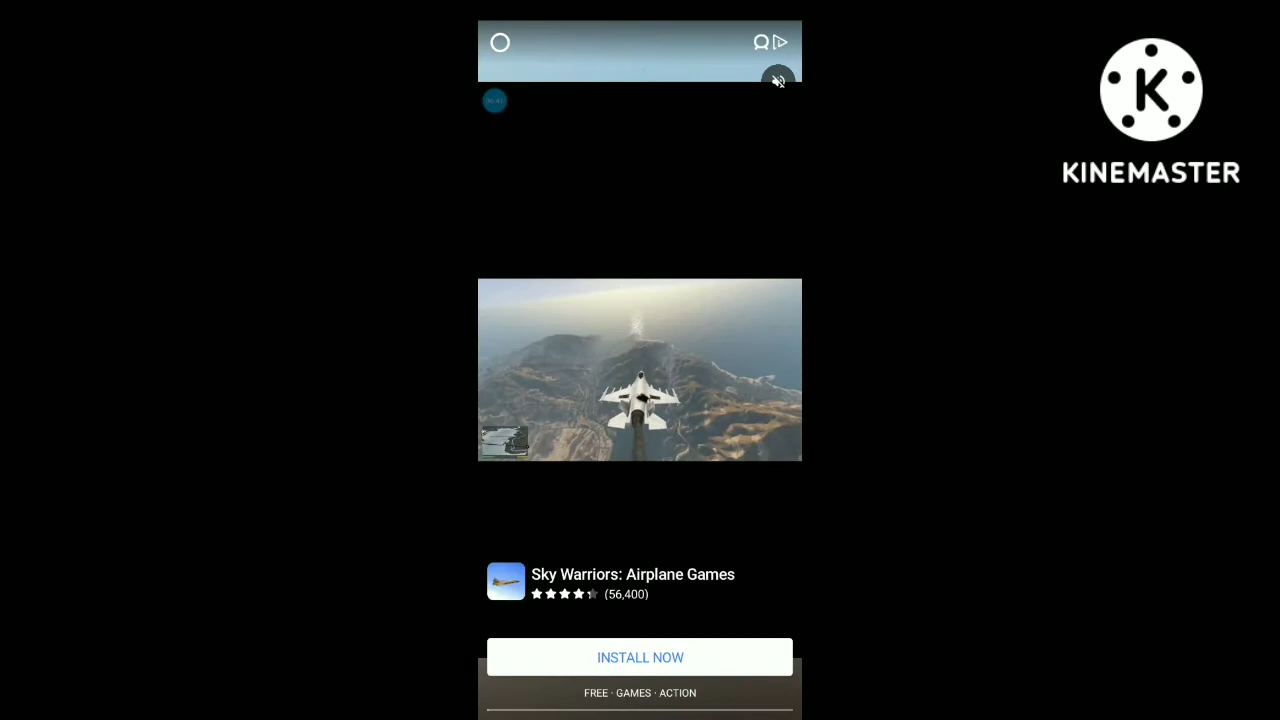 KINEMASTER
Sky Warriors: Airplane Games
(56,400)
INSTALL NOW
FREE · GAMES · ACTION